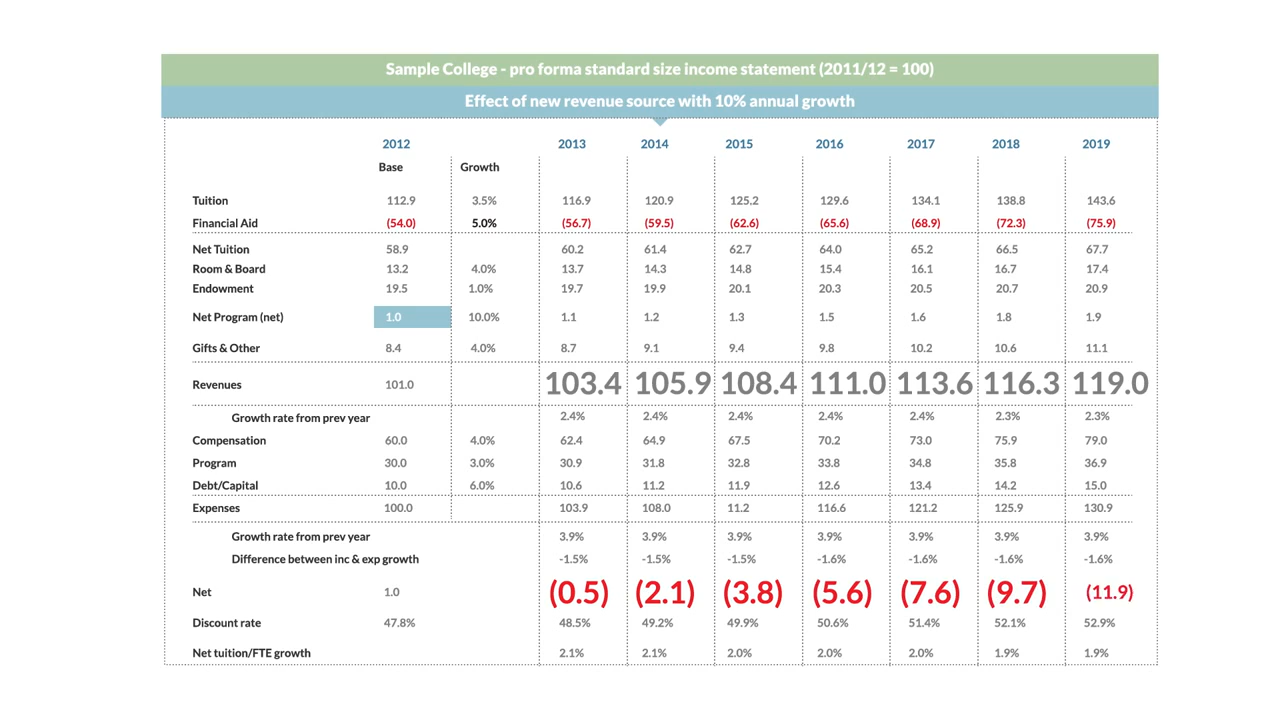 Sample College - pro forma standard size income statement (2011/12 = 100)
Effect of new revenue source with 10% annual growth
2012 2013 2014 2015 2016 2017 2018 2019
Base Growth
Tuition 112.9 3.5% 116.9 120.9 125.2 129.6 134.1 138.8 143.6
Financial Aid (54.0) 5.0% (56.7) (59.5) (62.6) (65.6) (68.9) (72.3) (75.9)
Net Tuition 58.9 60.2 61.4 62.7 64.0 65.2 66.5 67.7
Room & Board 13.2 4.0% 13.7 14.3 14.8 15.4 16.1 16.7 17.4
Endowment 19.5 1.0% 19.7 19.9 20.1 20.3 20.5 20.7 20.9
Net Program (net) 1.0 10.0% 1.1 1.2 1.3 1.5 1.6 1.8 1.9
Gifts & Other 8.4 4.0% 8.7 9.1 9.4 9.8 10.2 10.6 11.1
Revenues 101.0 103.4 105.9 108.4 111.0 113.6 116.3 119.0
Growth rate from prev year 2.4% 2.4% 2.4% 2.4% 2.4% 2.3% 2.3%
Compensation 60.0 4.0% 62.4 64.9 67.5 70.2 73.0 75.9 79.0
Program 30.0 3.0% 30.9 31.8 32.8 33.8 34.8 35.8 36.9
Debt/Capital 10.0 6.0% 10.6 11.2 11.9 12.6 13.4 14.2 15.0
Expenses 100.0 103.9 108.0 11.2 116.6 121.2 125.9 130.9
Growth rate from prev year 3.9% 3.9% 3.9% 3.9% 3.9% 3.9% 3.9%
Difference between inc & exp growth -1.5% -1.5% -1.5% -1.6% -1.6% -1.6% -1.6%
Net 1.0 (0.5) (2.1) (3.8) (5.6) (7.6) (9.7) (11.9)
Discount rate 47.8% 48.5% 49.2% 49.9% 50.6% 51.4% 52.1% 52.9%
Net tuition/FTE growth 2.1% 2.1% 2.0% 2.0% 2.0% 1.9% 1.9%